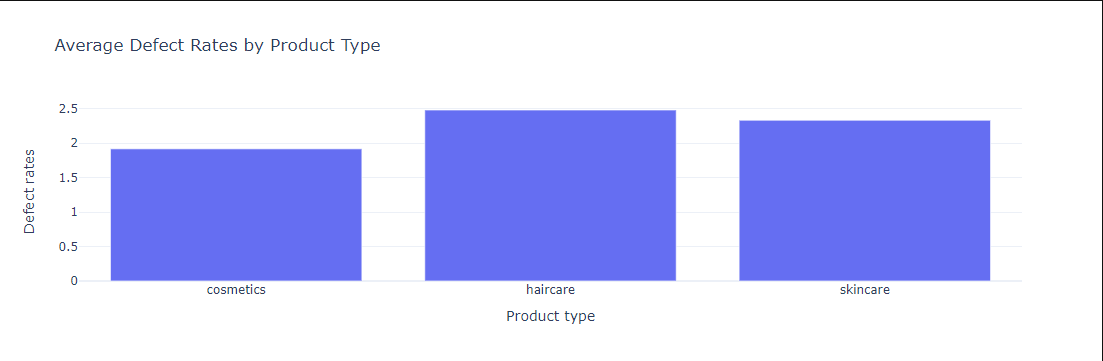 Average Defect Rates by Product Type
2.5
2
1.5
1
0.5
0
Defect rates
cosmetics haircare skincare
Product type